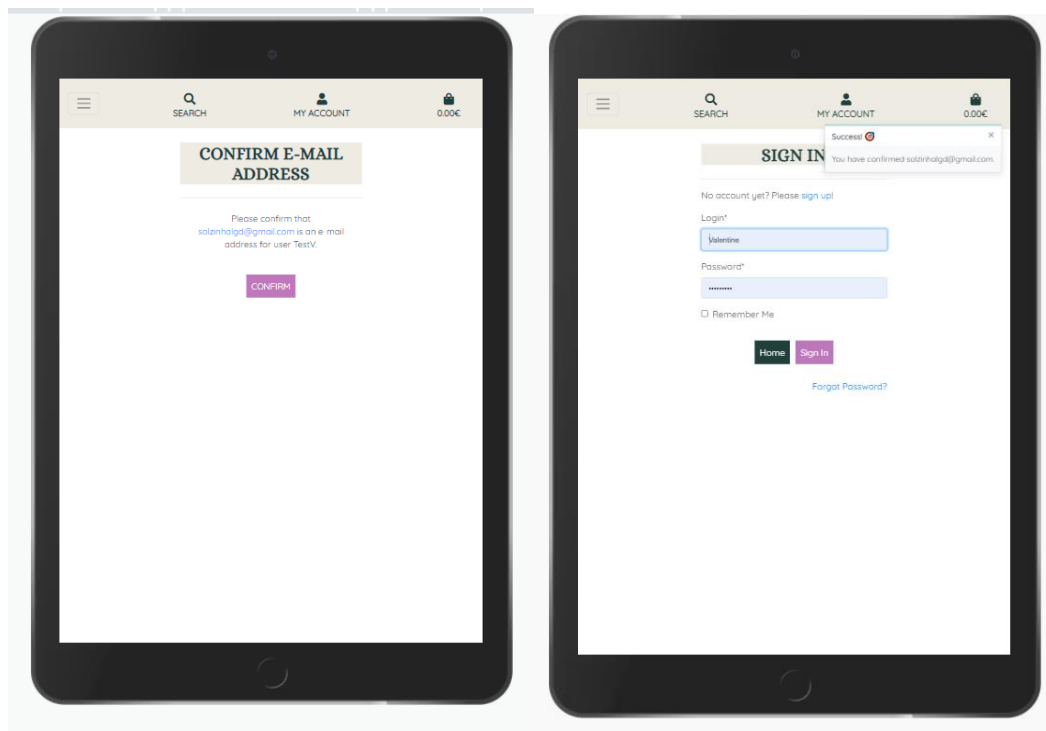 SEARCH
MY ACCOUNT
0.00€
CONFIRM E-MAIL
ADDRESS
Please confirm that
solzinhalgd@gmail.com is an e-mail
address for user TestV.
CONFIRM
SEARCH
MY ACCOUNT
0.00€
Success!
×
You have confirmed solzinhalgd@gmail.com.
SIGN IN
No account yet? Please sign up!
Login*
Valentine
Password*
•••••••••
Remember Me
Home
Sign In
Forgot Password?